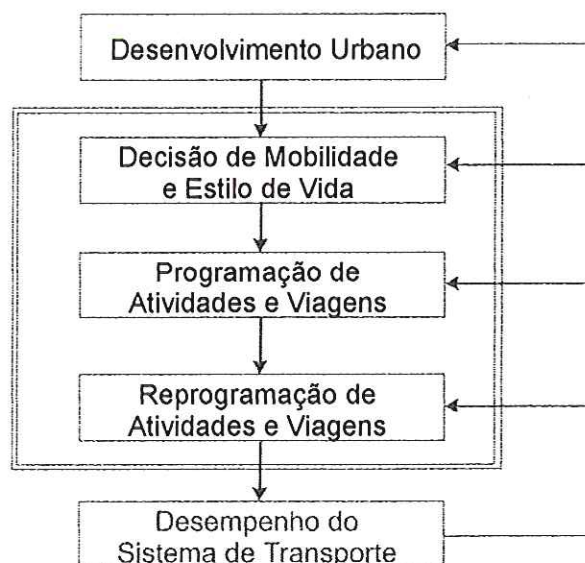 Desenvolvimento Urbano
Decisão de Mobilidade
e Estilo de Vida
Programação de
Atividades e Viagens
Reprogramação de
Atividades e Viagens
Desempenho do
Sistema de Transporte